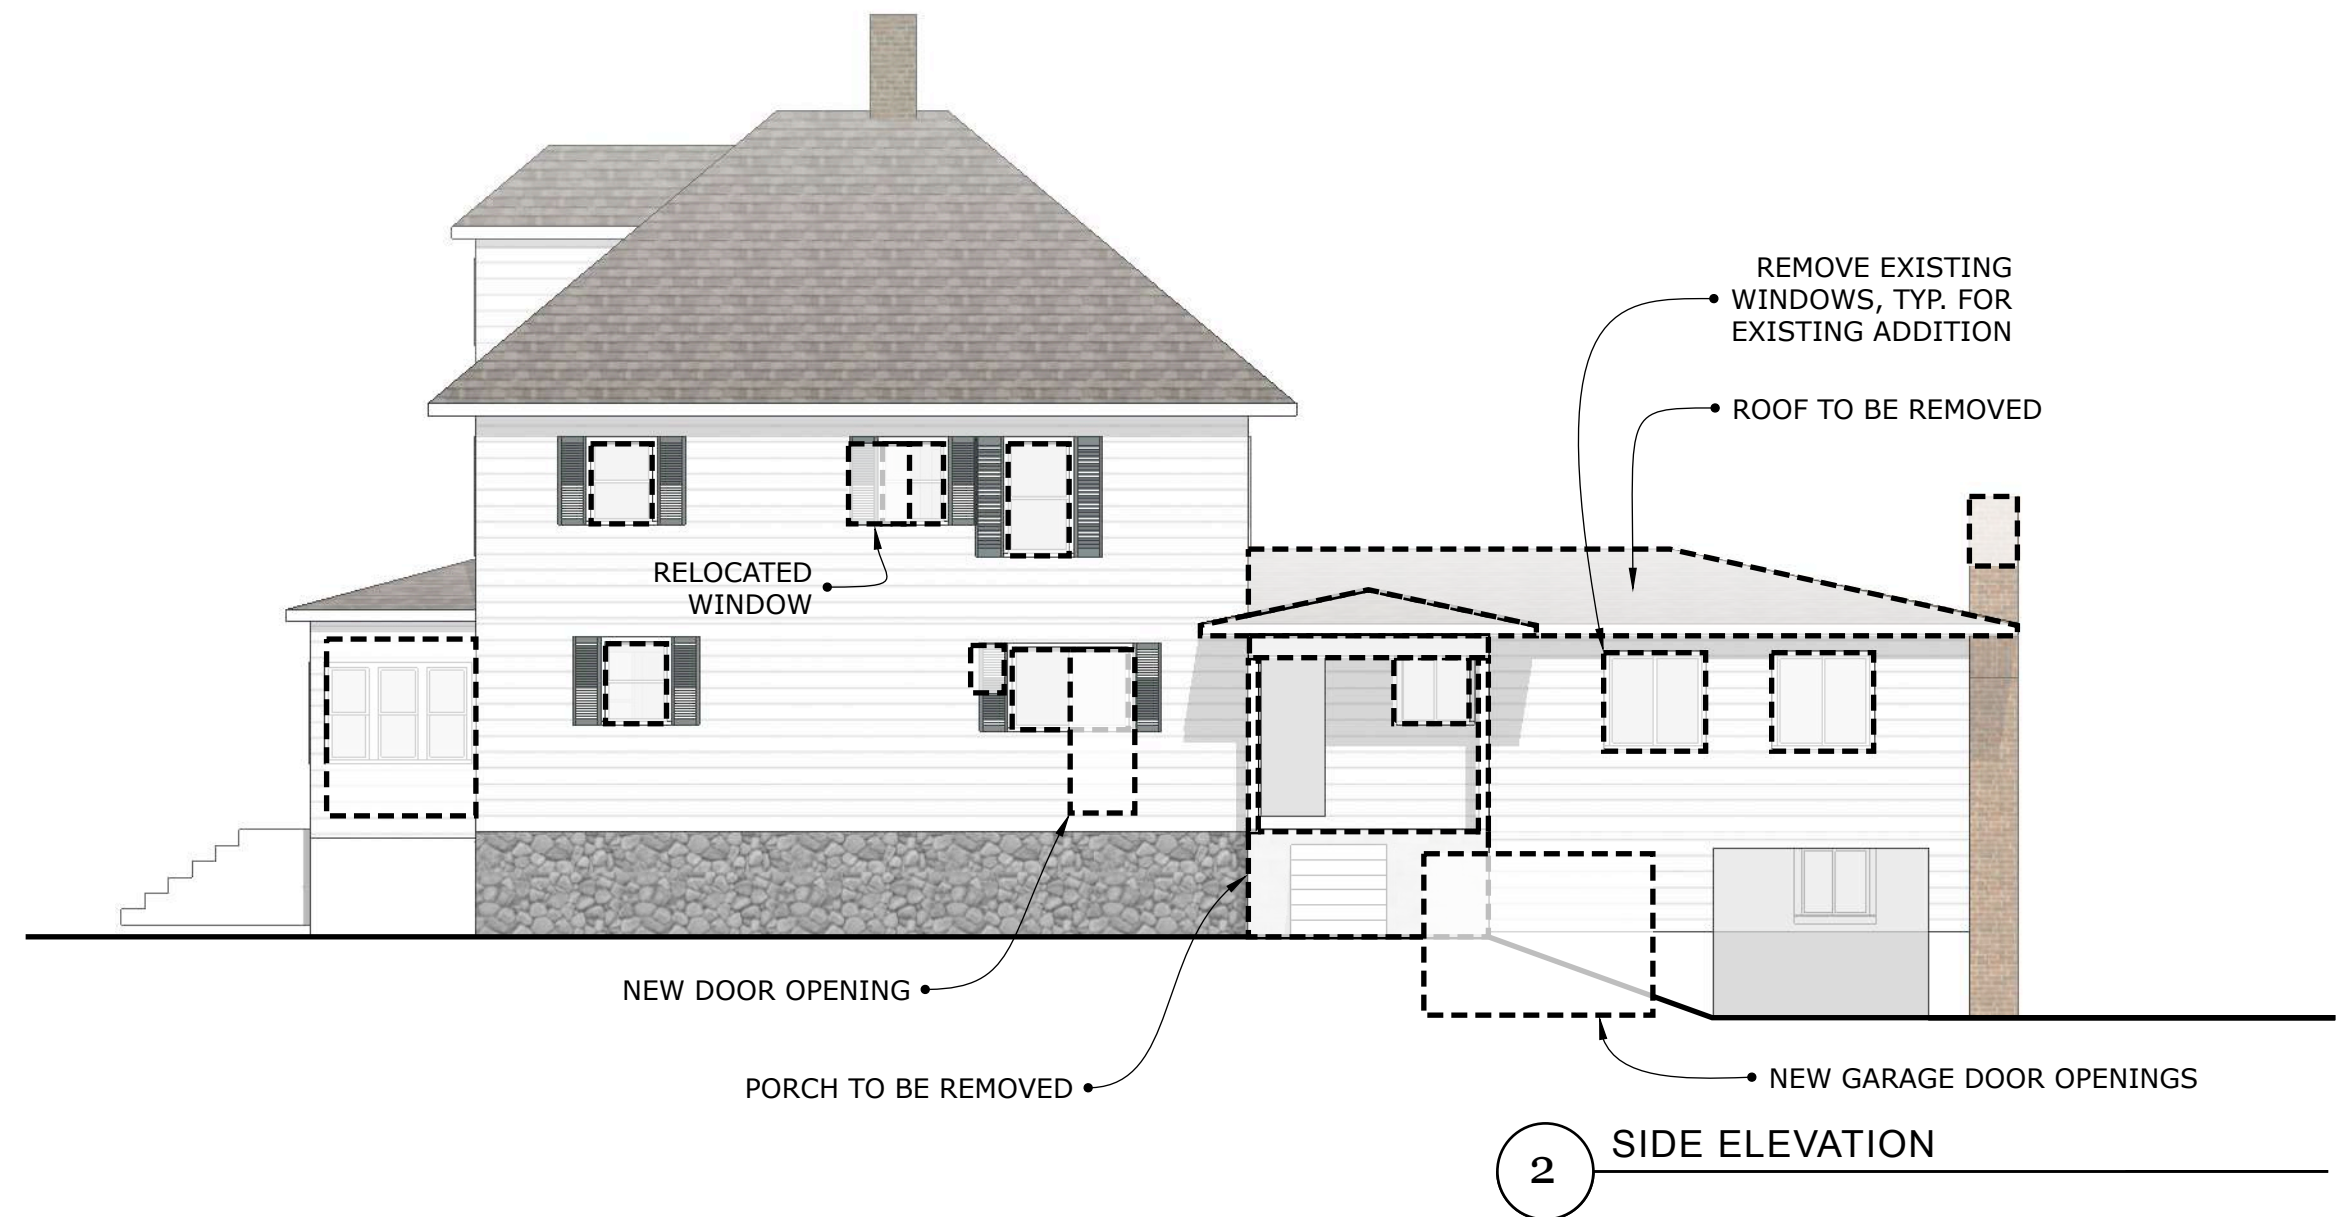 REMOVE EXISTING
WINDOWS, TYP. FOR
EXISTING ADDITION
ROOF TO BE REMOVED
RELOCATED
WINDOW
NEW DOOR OPENING
PORCH TO BE REMOVED
NEW GARAGE DOOR OPENINGS
2
SIDE ELEVATION